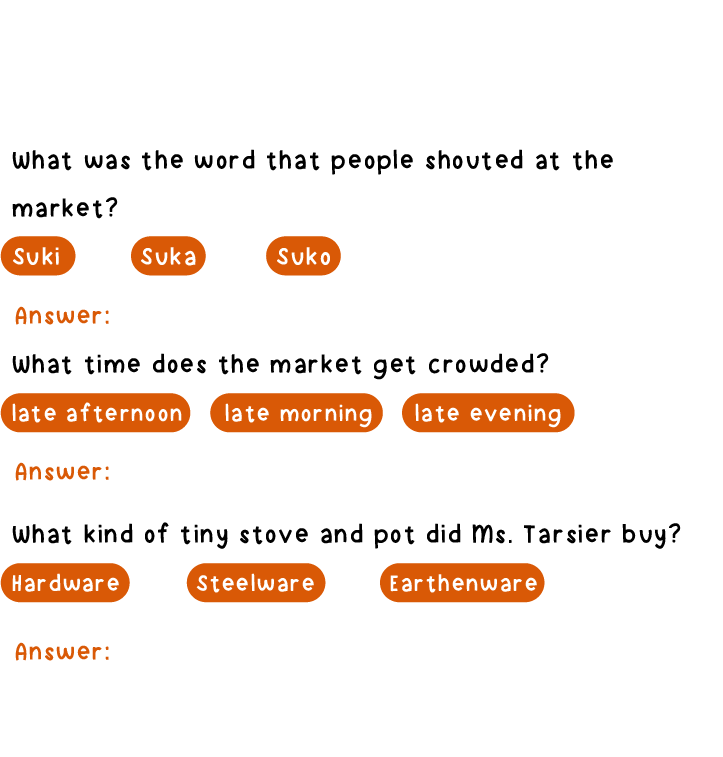 What was the word that people shouted at the
market?
Suki Suka Suko
Answer:
What time does the market get crowded?
late afternoon late morning late evening
Answer:
What kind of tiny stove and pot did Ms. Tarsier buy?
Hardware Steelware Earthenware
Answer: